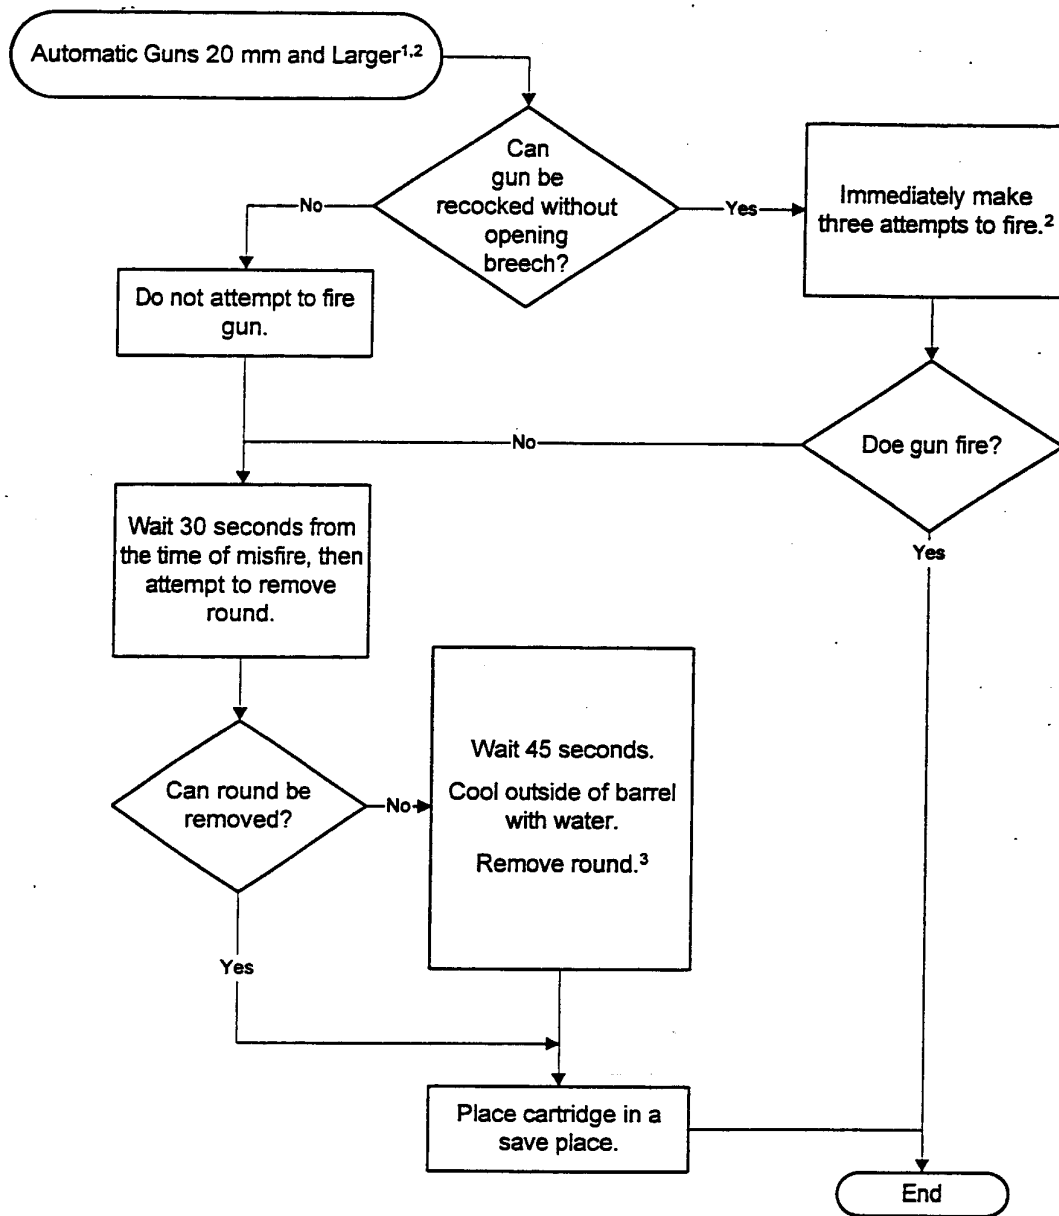 Automatic Guns 20 mm and Larger1,2
Can
gun be
recocked without
opening
breech?
No
Yes
Immediately make
three attempts to fire.2
Do not attempt to fire
gun.
No
Doe gun fire?
Wait 30 seconds from
the time of misfire, then
attempt to remove
round.
Yes
Can round be
removed?
No
Wait 45 seconds.
Cool outside of barrel
with water.
Remove round.3
Yes
Place cartridge in a
save place.
End